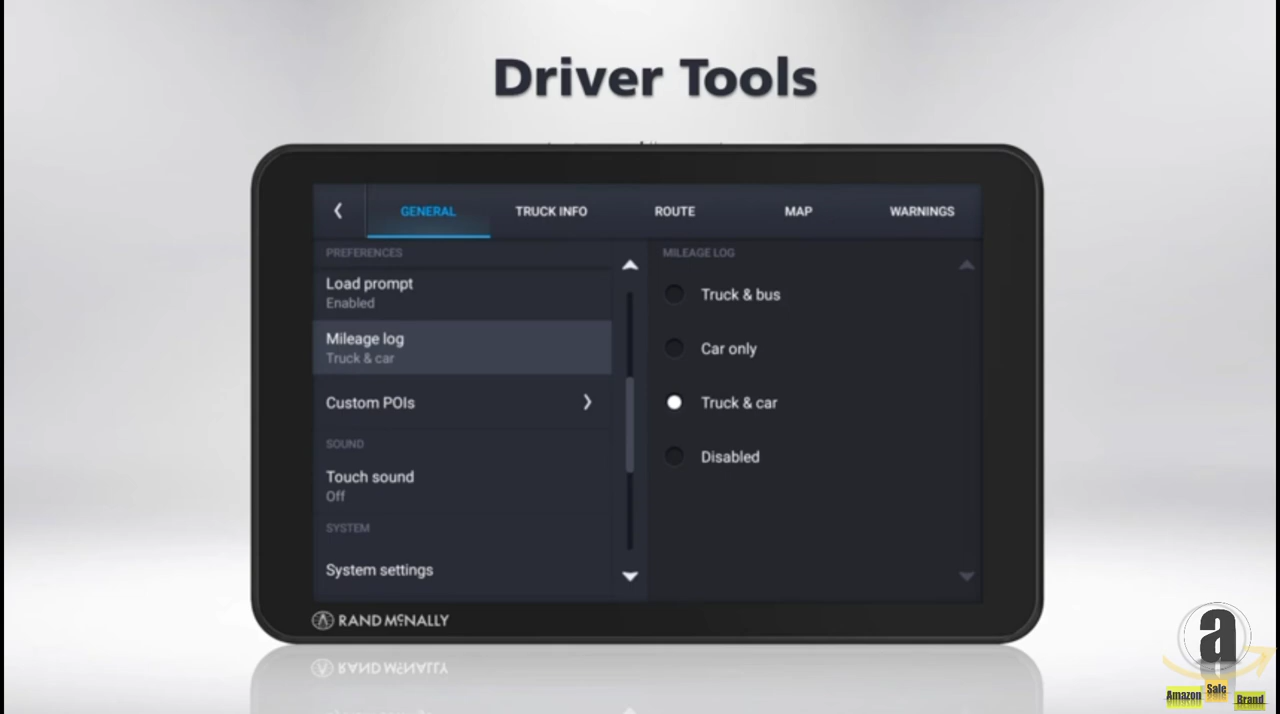 Driver Tools
GENERAL
TRUCK INFO
ROUTE
MAP
WARNINGS
PREFERENCES
Load prompt
Enabled
Mileage log
Truck & car
Custom POIs
SOUND
Touch sound
Off
SYSTEM
System settings
MILEAGE LOG
Truck & bus
Car only
Truck & car
Disabled
RAND MCNALLY
a
Amazon Sale Brand